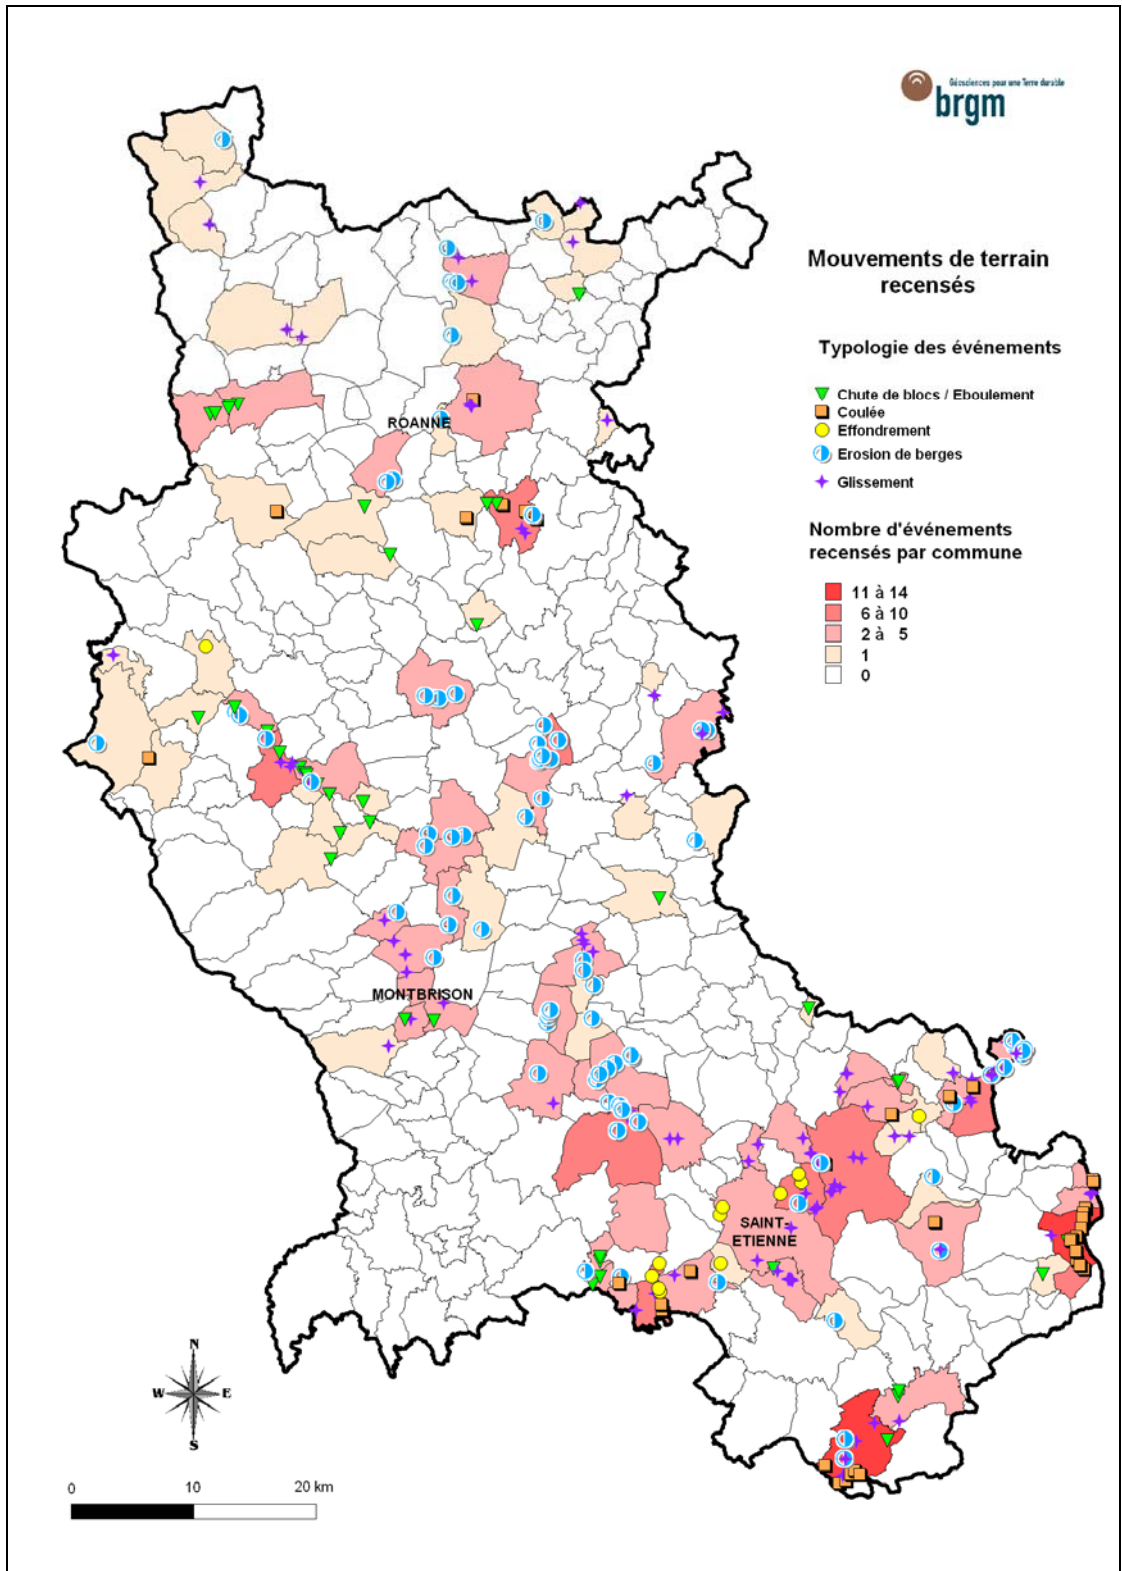 Géosciences pour une Terre durable
brgm
Mouvements de terrain
recensés
Typologie des événements
Chute de blocs / Eboulement
Coulée
Effondrement
Erosion de berges
Glissement
Nombre d'événements
recensés par commune
11 à 14
6 à 10
2 à 5
1
0
ROANNE
MONTBRISON
SAINT-
ETIENNE
N
W E
S
0 10 20 km